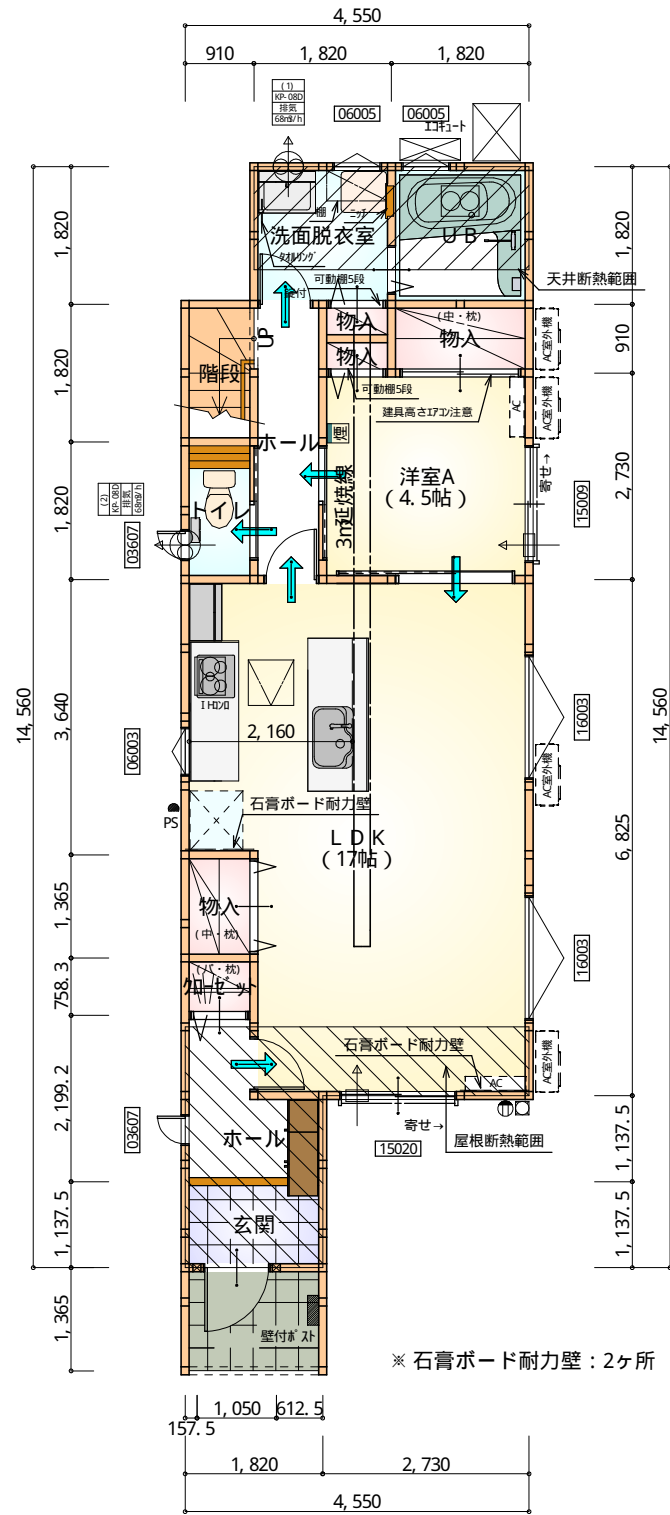 4,550
910
1,820
1,820
(1)
KP-08D
排気
68m3/h
06005
06005
エコキュート
棚
ニッチ
洗面脱衣室
タオルリング
UB
可動棚5段
天井断熱範囲
UP
階段
物入
物入
(中・枕)
物入
可動棚5段
建具高さエアコン注意
AC
AC室外機
AC室外機
ホール
煙
3m延焼線
洋室A
(4.5帖)
寄せ→
15009
(2)
KP-08D
排気
68m3/h
トイレ
03607
IHコンロ
2,160
16003
AC室外機
06003
PS
石膏ボード耐力壁
LDK
(17帖)
物入
(中・枕)
16003
(パ・枕)
クローゼット
石膏ボード耐力壁
AC
AC室外機
03607
ホール
寄せ→
15020
屋根断熱範囲
玄関
壁付ポスト
※石膏ボード耐力壁:2ヶ所
14,560
1,820
1,820
1,820
3,640
1,365
758.3
2,199.2
1,137.5
1,365
1,820
910
2,730
6,825
1,137.5
1,137.5
14,560
1,050
612.5
157.5
1,820
2,730
4,550